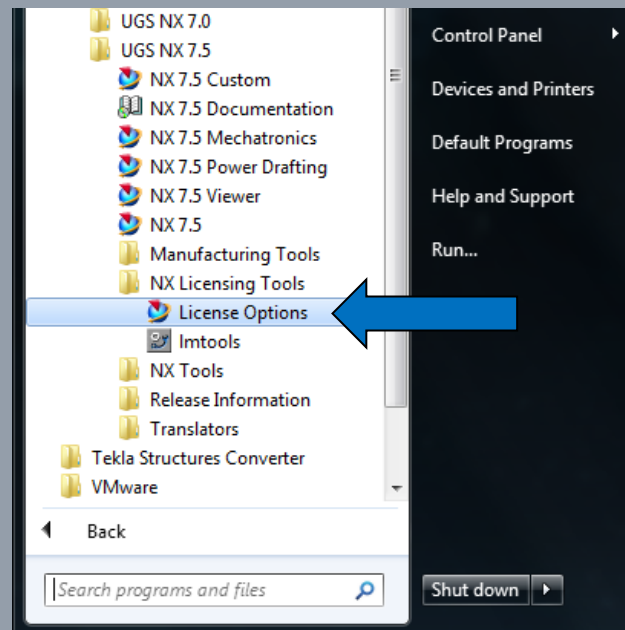 UGS NX 7.0
UGS NX 7.5
NX 7.5 Custom
NX 7.5 Documentation
NX 7.5 Mechatronics
NX 7.5 Power Drafting
NX 7.5 Viewer
NX 7.5
Manufacturing Tools
NX Licensing Tools
License Options
lmtools
NX Tools
Release Information
Translators
Tekla Structures Converter
VMware
Back
Search programs and files
Control Panel
Devices and Printers
Default Programs
Help and Support
Run...
Shut down